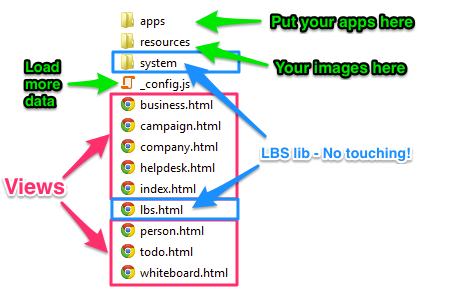 apps
Put your apps here
resources
system
Your images here
Load
more
data
_config.js
business.html
campaign.html
company.html
LBS lib - No touching!
helpdesk.html
Views
index.html
lbs.html
person.html
todo.html
whiteboard.html